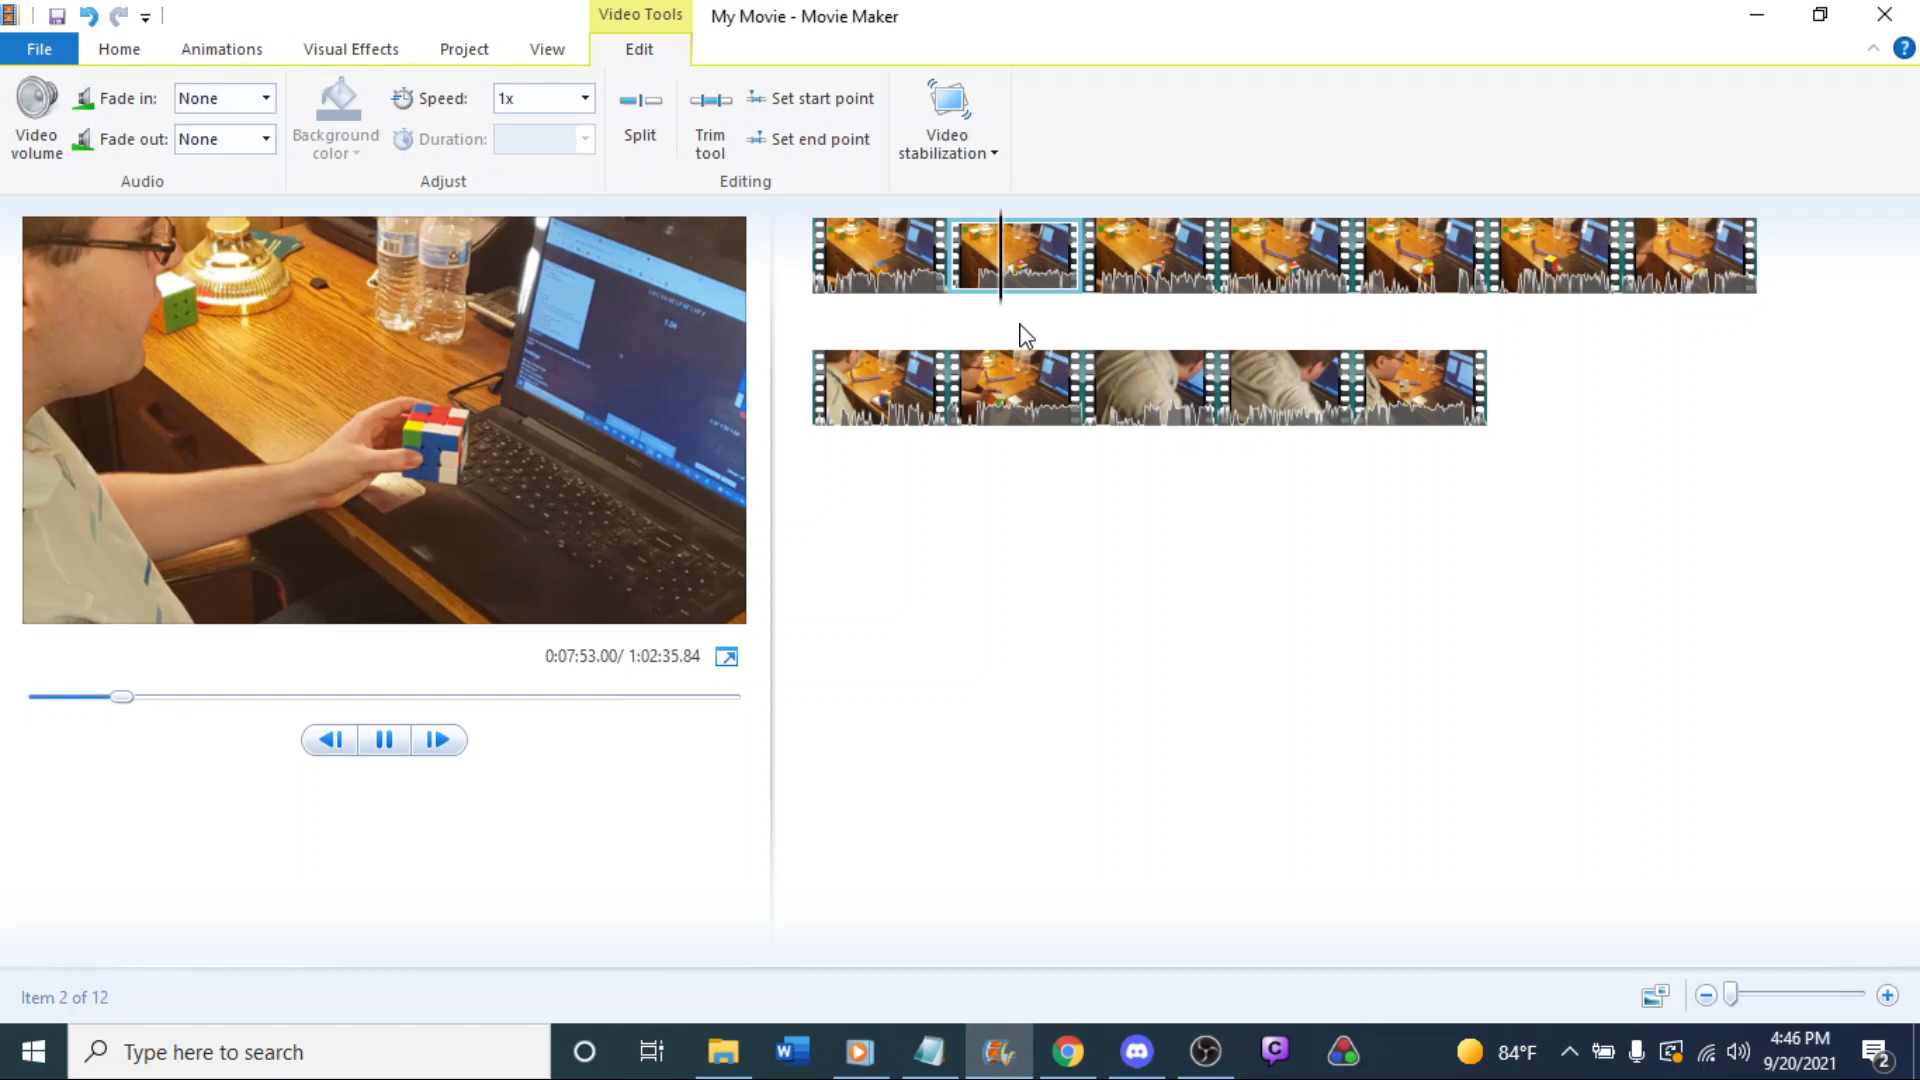 Video Tools
My Movie - Movie Maker
File
Home
Animations
Visual Effects
Project
View
Edit
Video
volume
Fade in:
None
Fade out:
None
Audio
Background
color
Speed:
1x
Duration:
Adjust
Split
Trim
tool
Set start point
Set end point
Editing
Video
stabilization
0:07:53.00/ 1:02:35.84
Item 2 of 12
Type here to search
84°F
4:46 PM
9/20/2021
2